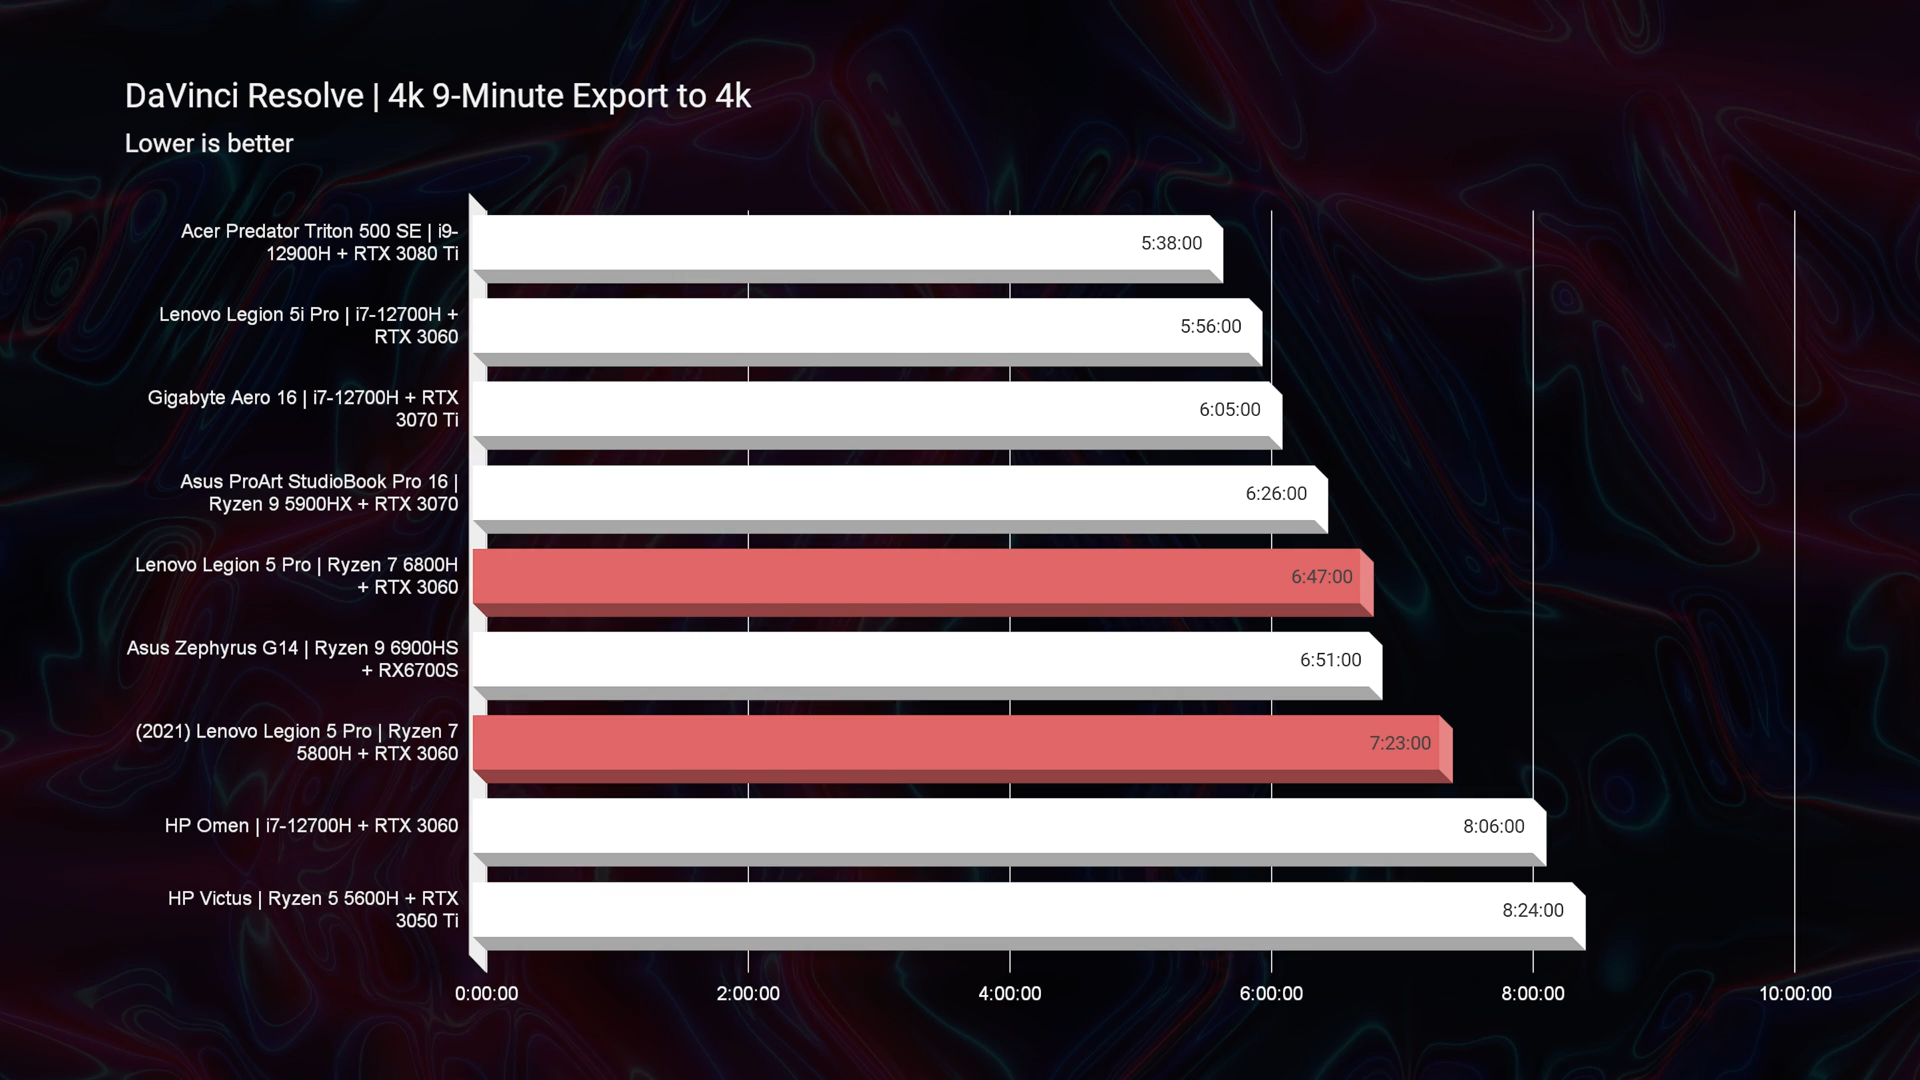 DaVinci Resolve | 4k 9-Minute Export to 4k
Lower is better
Acer Predator Triton 500 SE | i9-
12900H + RTX 3080 Ti
5:38:00
Lenovo Legion 5i Pro | i7-12700H +
RTX 3060
5:56:00
Gigabyte Aero 16 | i7-12700H + RTX
3070 Ti
6:05:00
Asus ProArt StudioBook Pro 16 |
Ryzen 9 5900HX + RTX 3070
6:26:00
Lenovo Legion 5 Pro | Ryzen 7 6800H
+ RTX 3060
6:47:00
Asus Zephyrus G14 | Ryzen 9 6900HS
+ RX6700S
6:51:00
(2021) Lenovo Legion 5 Pro | Ryzen 7
5800H + RTX 3060
7:23:00
HP Omen | i7-12700H + RTX 3060
8:06:00
HP Victus | Ryzen 5 5600H + RTX
3050 Ti
8:24:00
0:00:00 2:00:00 4:00:00 6:00:00 8:00:00 10:00:00